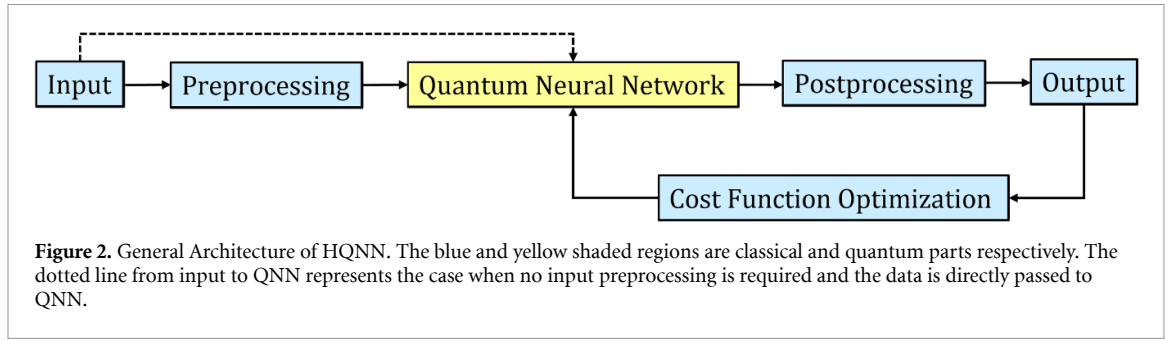 Input
Preprocessing
Quantum Neural Network
Postprocessing
Output
Cost Function Optimization
Figure 2. General Architecture of HQNN. The blue and yellow shaded regions are classical and quantum parts respectively. The
dotted line from input to QNN represents the case when no input preprocessing is required and the data is directly passed to
QNN.